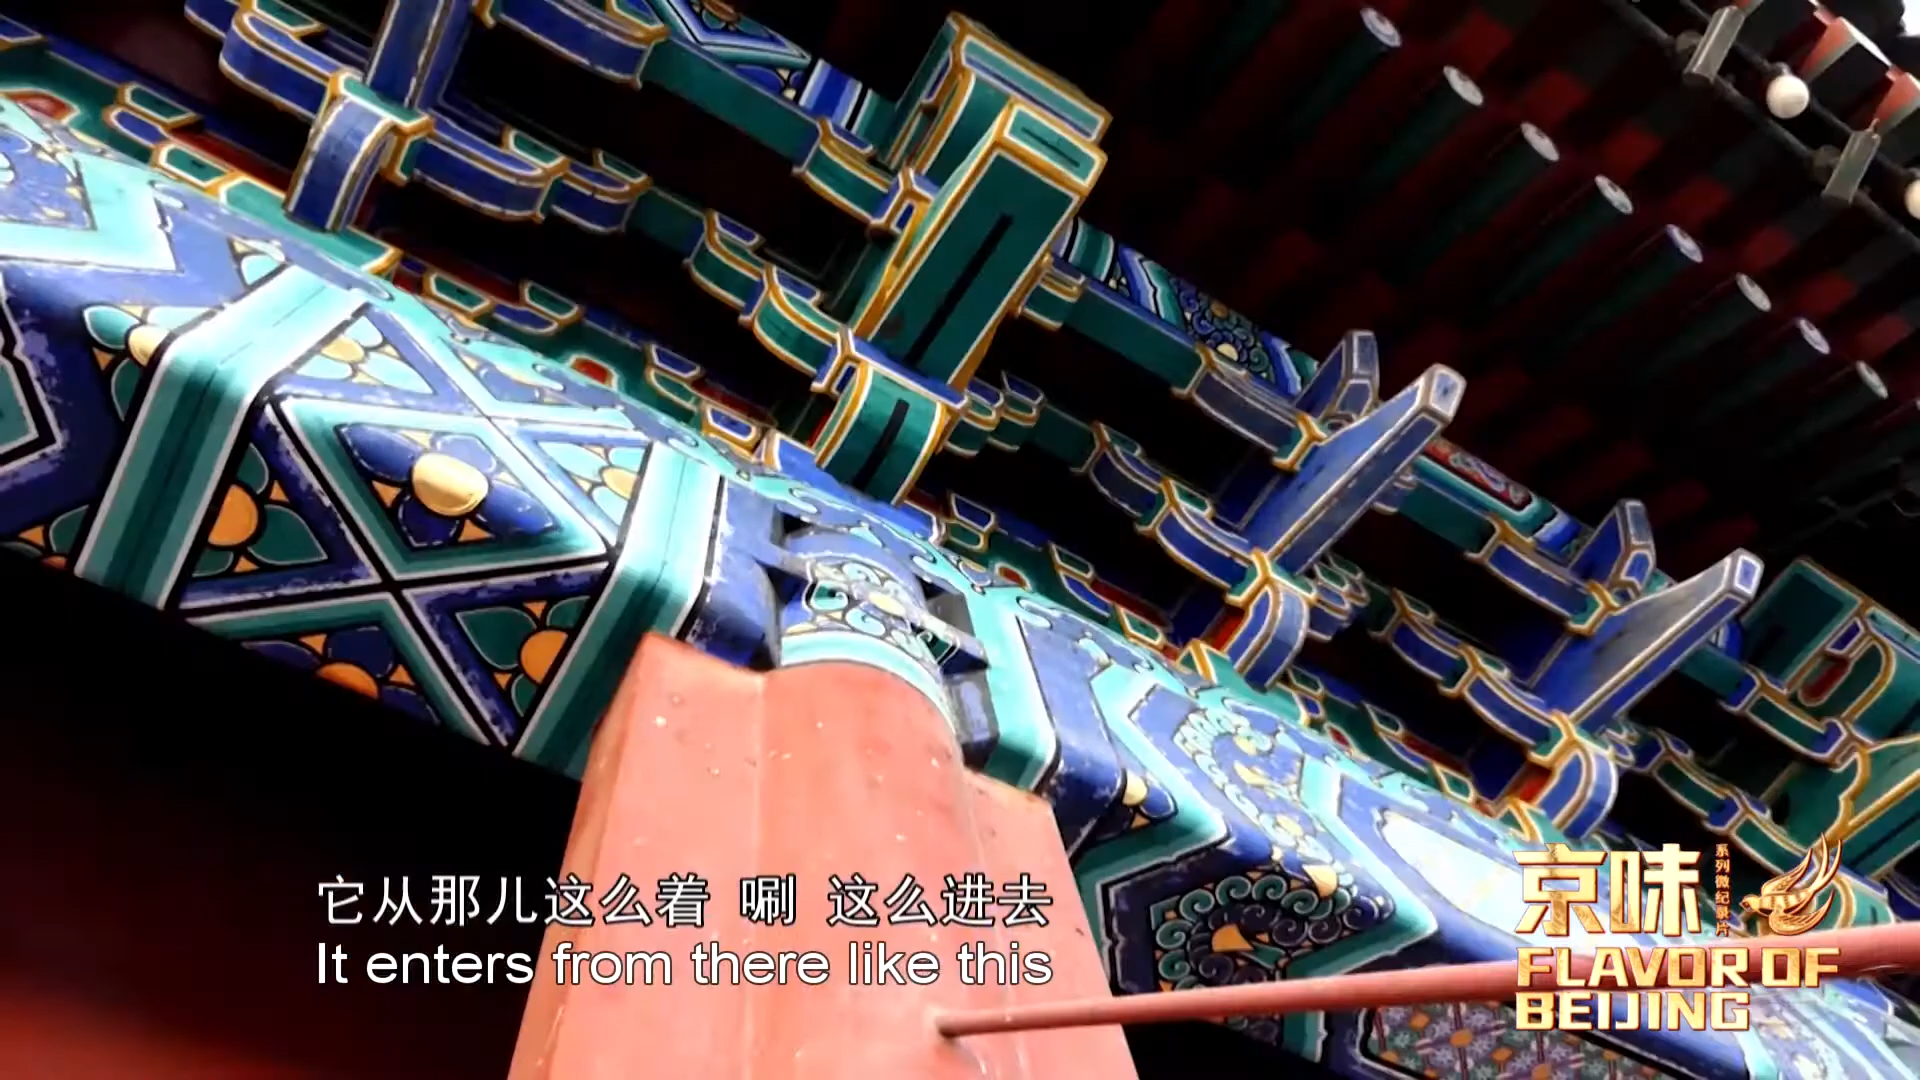 它从那儿这么着 唰 这么进去
It enters from there like this
京味
系列微纪录片
FLAVOR OF
BEIJING